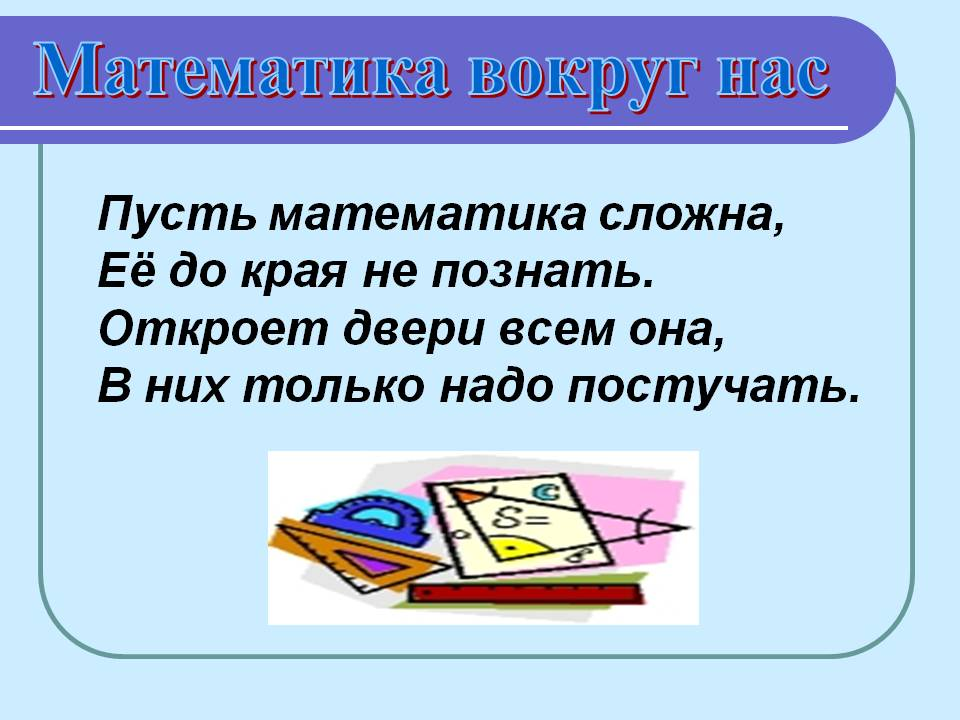 Математика вокруг нас
Пусть математика сложна,
Её до края не познать.
Откроет двери всем она,
В них только надо постучать.
S=